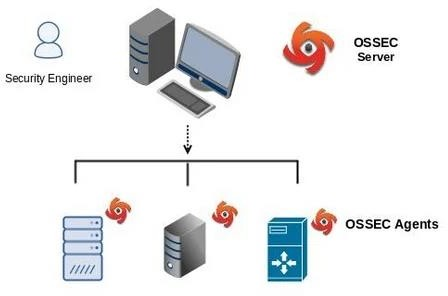 OSSEC
Server
Security Engineer
OSSEC Agents